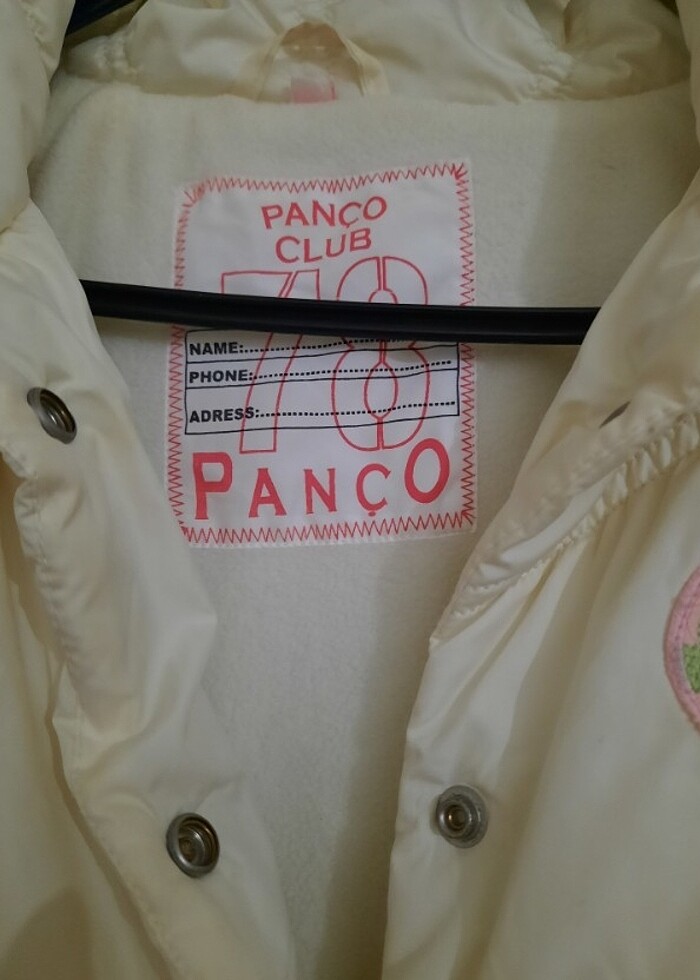 PANÇO
CLUB
78
NAME:
PHONE:
ADRESS:
PANÇO